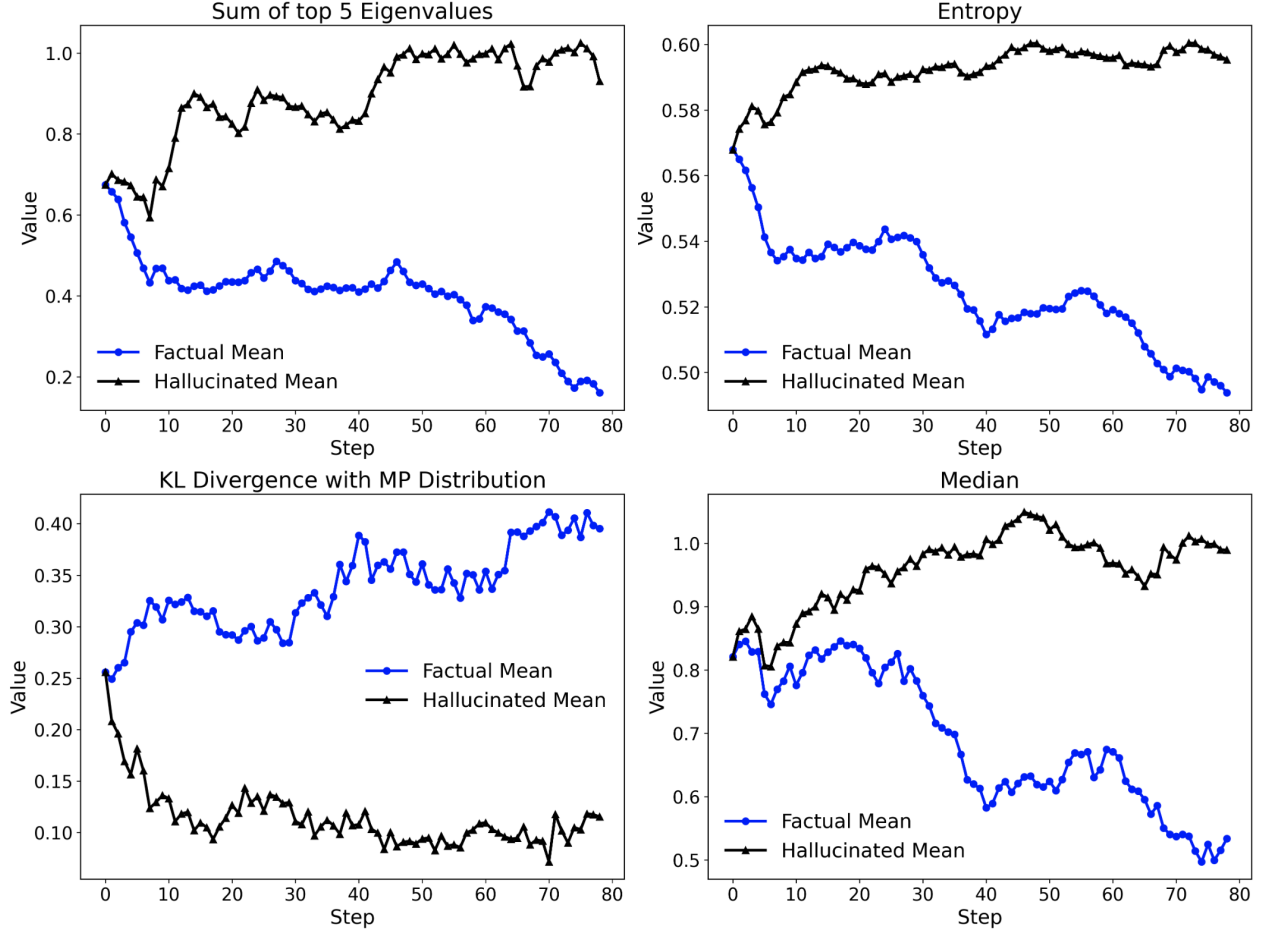 Sum of top 5 Eigenvalues
1.0
0.8
0.6
0.4
0.2
Value
Factual Mean
Hallucinated Mean
0 10 20 30 40 50 60 70 80
Step
Entropy
0.60
0.58
0.56
0.54
0.52
0.50
Value
Factual Mean
Hallucinated Mean
0 10 20 30 40 50 60 70 80
Step
KL Divergence with MP Distribution
0.40
0.35
0.30
0.25
0.20
0.15
0.10
Value
Factual Mean
Hallucinated Mean
0 10 20 30 40 50 60 70 80
Step
Median
1.0
0.9
0.8
0.7
0.6
0.5
Value
Factual Mean
Hallucinated Mean
0 10 20 30 40 50 60 70 80
Step